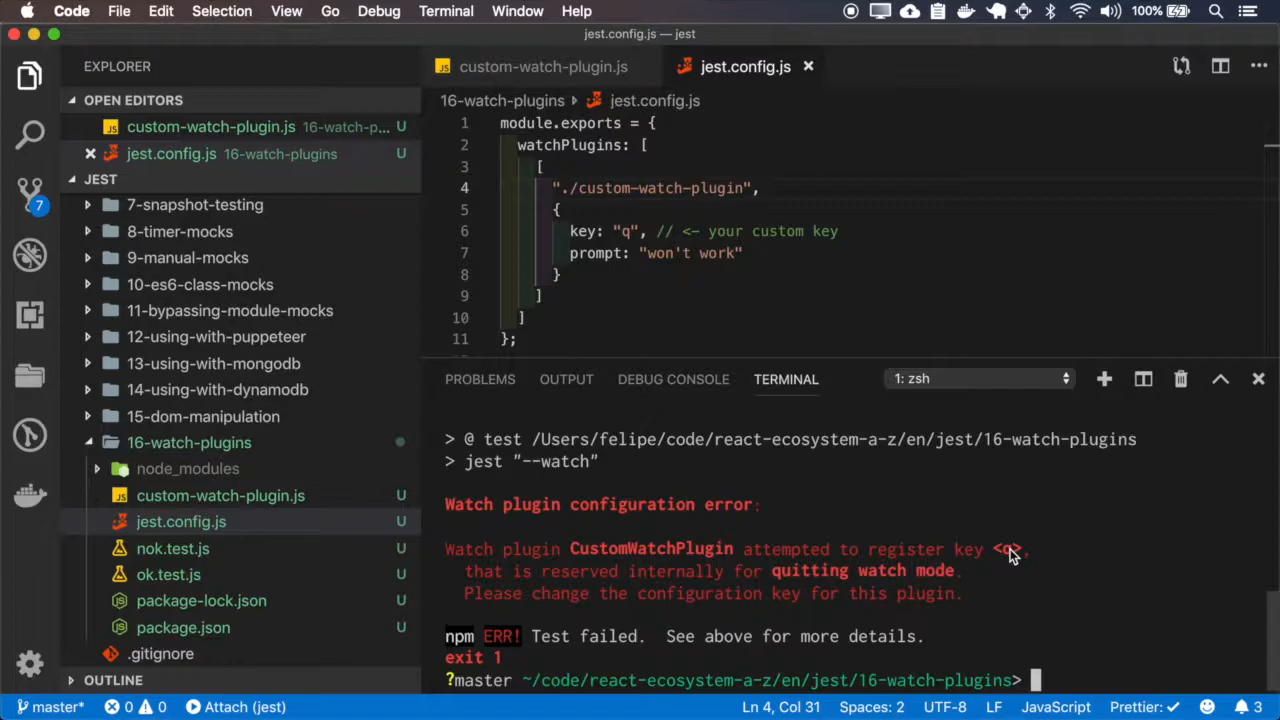 Code File Edit Selection View Go Debug Terminal Window Help 100%
jest.config.js — jest
EXPLORER
OPEN EDITORS
custom-watch-plugin.js 16-watch-p... U
jest.config.js 16-watch-plugins U
JEST
7-snapshot-testing
8-timer-mocks
9-manual-mocks
10-es6-class-mocks
11-bypassing-module-mocks
12-using-with-puppeteer
13-using-with-mongodb
14-using-with-dynamodb
15-dom-manipulation
16-watch-plugins
node_modules
custom-watch-plugin.js U
jest.config.js U
nok.test.js U
ok.test.js U
package-lock.json U
package.json U
.gitignore
OUTLINE
7
JS custom-watch-plugin.js
jest.config.js ×
16-watch-plugins jest.config.js
1 module.exports = {
2 watchPlugins: [
3 [
4 "./custom-watch-plugin",
5 {
6 key: "q", // <- your custom key
7 prompt: "won't work"
8 }
9 ]
10 ]
11 };
PROBLEMS OUTPUT DEBUG CONSOLE TERMINAL 1: zsh
> @ test /Users/felipe/code/react-ecosystem-a-z/en/jest/16-watch-plugins
> jest "--watch"
Watch plugin configuration error:
Watch plugin CustomWatchPlugin attempted to register key <q>,
that is reserved internally for quitting watch mode.
Please change the configuration key for this plugin.
npm ERR! Test failed. See above for more details.
exit 1
?master ~/code/react-ecosystem-a-z/en/jest/16-watch-plugins>
master* 0 0 Attach (jest) Ln 4, Col 31 Spaces: 2 UTF-8 LF JavaScript Prettier: ✓ 3